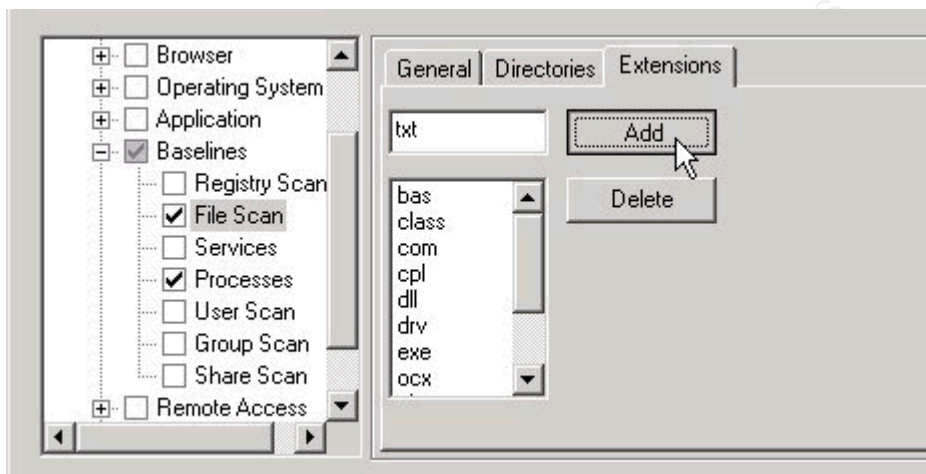 Browser
Operating System
Application
Baselines
Registry Scan
File Scan
Services
Processes
User Scan
Group Scan
Share Scan
Remote Access
General Directories Extensions
txt Add
Delete
bas
class
com
cpl
dll
drv
exe
ocx